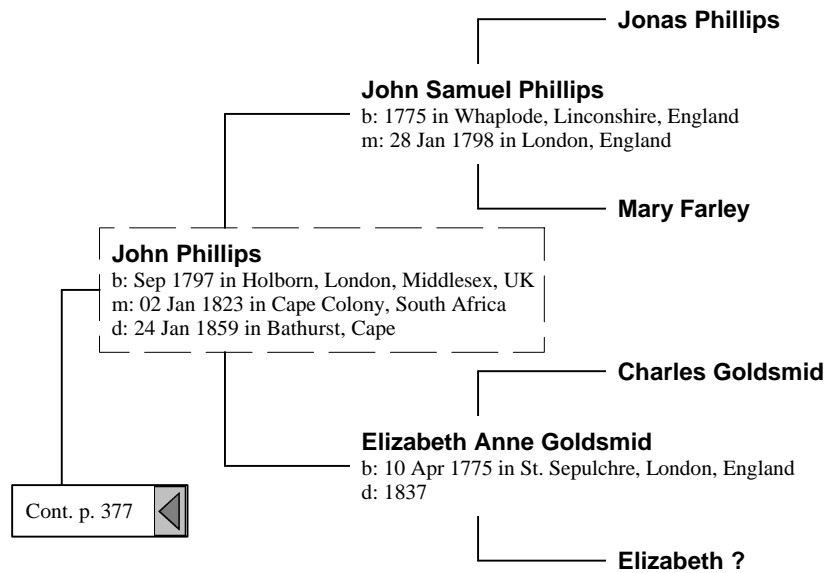 Jonas Phillips
John Samuel Phillips
b: 1775 in Whaplode, Linconshire, England
m: 28 Jan 1798 in London, England
Mary Farley
John Phillips
b: Sep 1797 in Holborn, London, Middlesex, UK
m: 02 Jan 1823 in Cape Colony, South Africa
d: 24 Jan 1859 in Bathurst, Cape
Charles Goldsmid
Elizabeth Anne Goldsmid
b: 10 Apr 1775 in St. Sepulchre, London, England
d: 1837
Cont. p. 377
Elizabeth ?